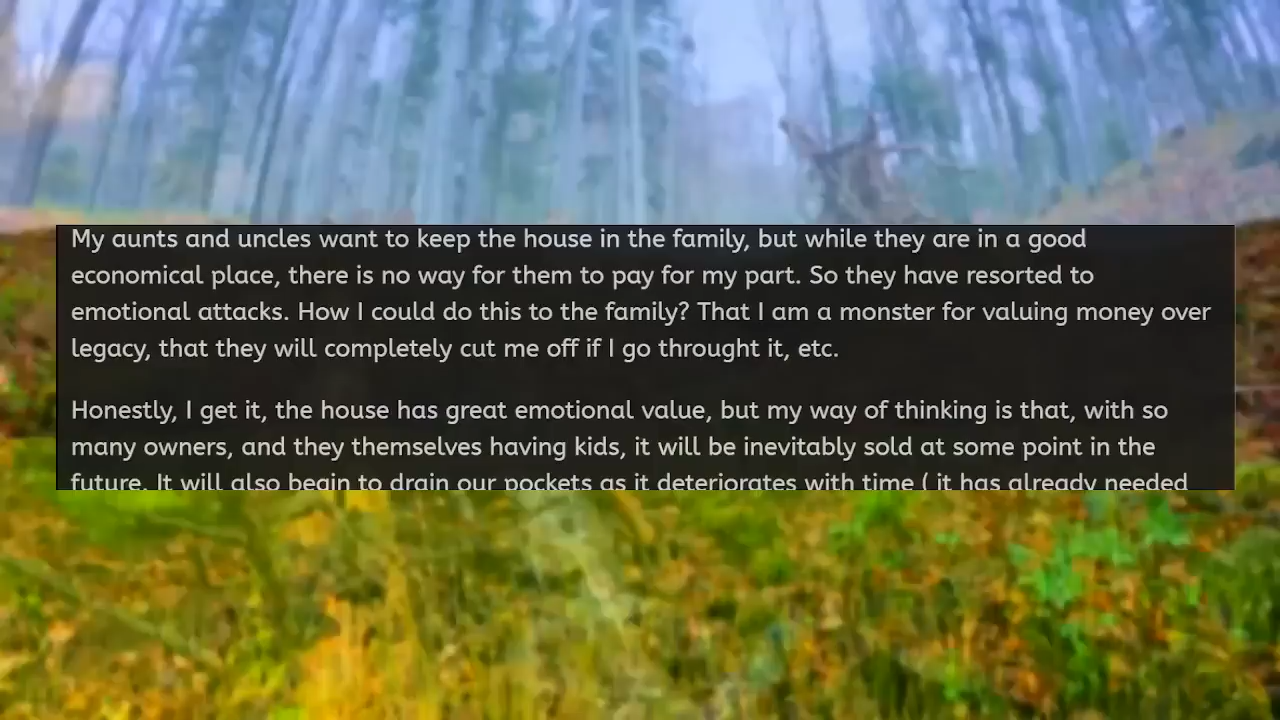 My aunts and uncles want to keep the house in the family, but while they are in a good
economical place, there is no way for them to pay for my part. So they have resorted to
emotional attacks. How I could do this to the family? That I am a monster for valuing money over
legacy, that they will completely cut me off if I go throught it, etc.
Honestly, I get it, the house has great emotional value, but my way of thinking is that, with so
many owners, and they themselves having kids, it will be inevitably sold at some point in the
future. It will also begin to drain our pockets as it deteriorates with time ( it has already needed